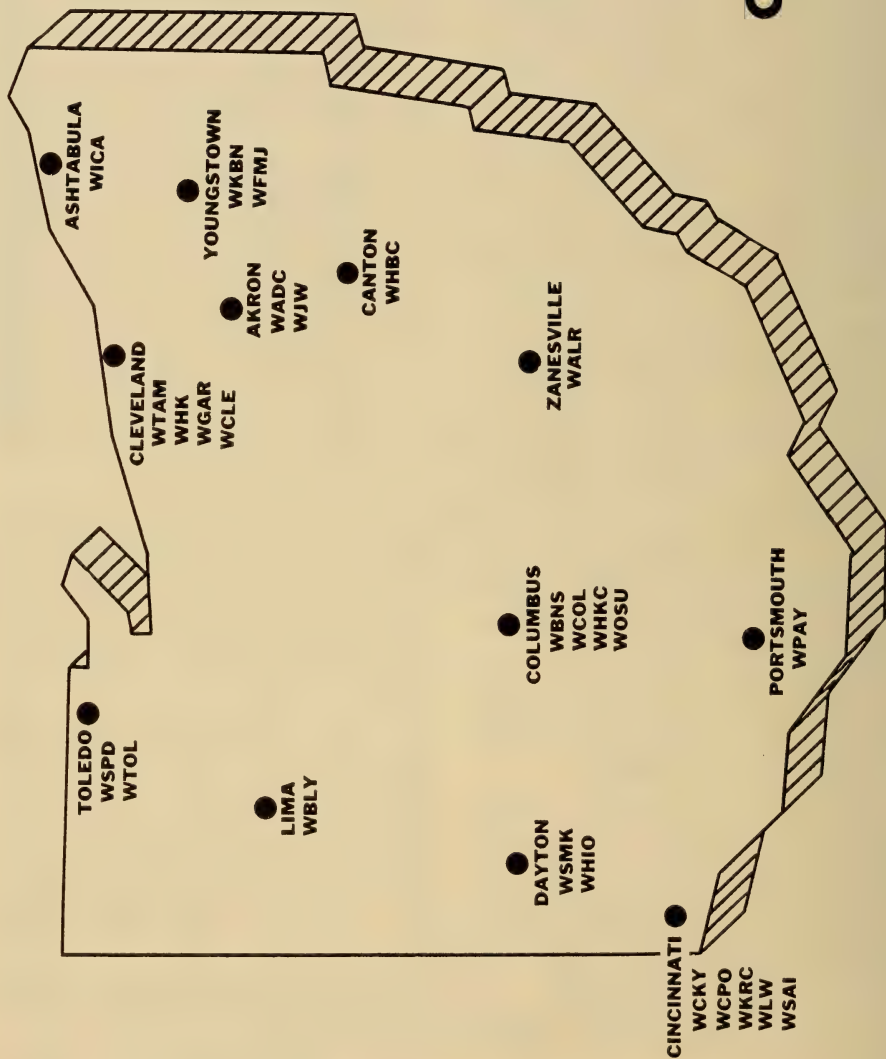 ASHTABULA
WICA
YOUNGSTOWN
WKBN
WFMJ
CLEVELAND
WTAM
WHK
WGAR
WCLE
AKRON
WADC
WJW
CANTON
WHBC
TOLEDO
WSPD
WTOL
LIMA
WBLY
ZANESVILLE
WALR
COLUMBUS
WBNS
WCOL
WHKC
WOSU
DAYTON
WSMK
WHIO
CINCINNATI
WCKY
WCPO
WKRC
WLW
WSAI
PORTSMOUTH
WPAY